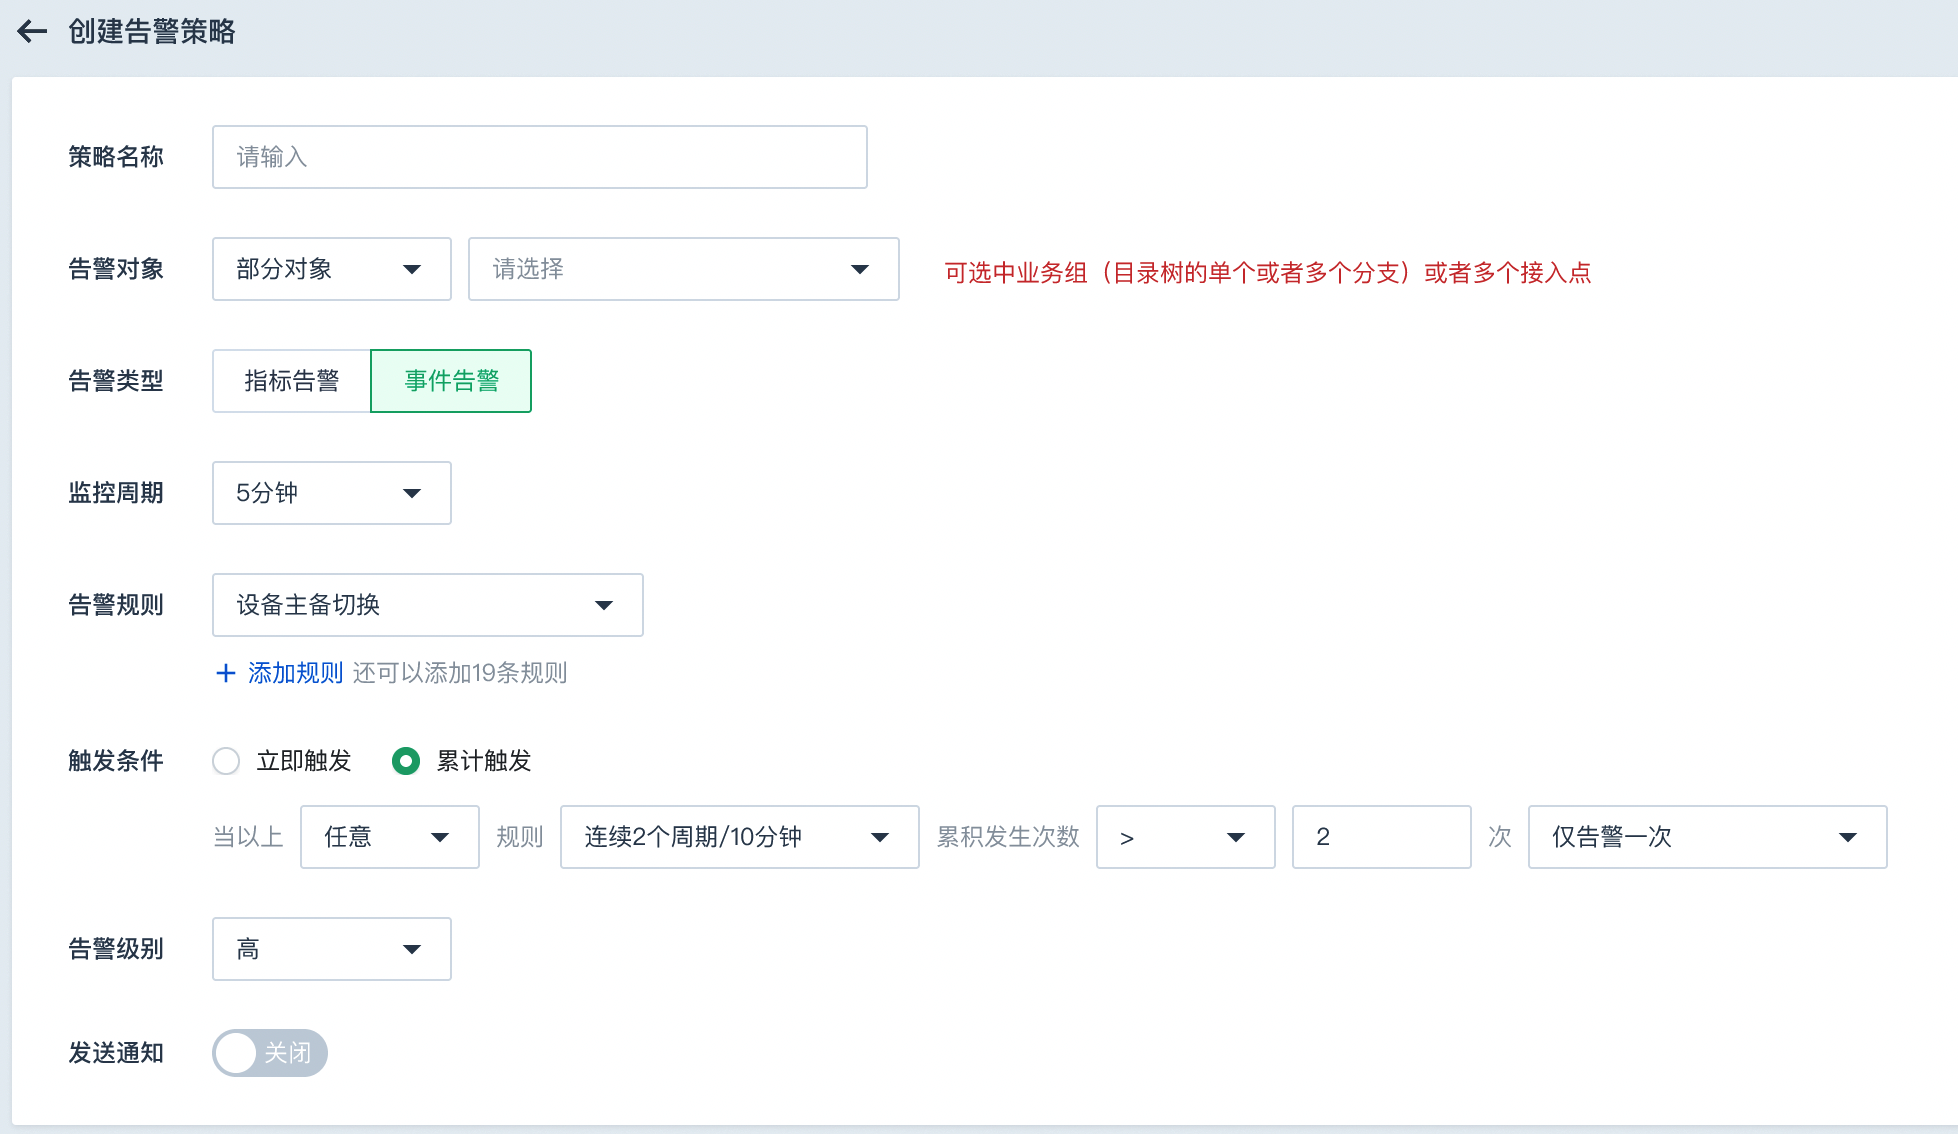 创建告警策略
策略名称 请输入
告警对象 部分对象 请选择 可选中业务组（目录树的单个或者多个分支）或者多个接入点
告警类型 指标告警 事件告警
监控周期 5分钟
告警规则 设备主备切换
+ 添加规则 还可以添加19条规则
触发条件 立即触发 累计触发
当以上 任意 规则 连续2个周期/10分钟 累积发生次数 > 2 次 仅告警一次
告警级别 高
发送通知 关闭